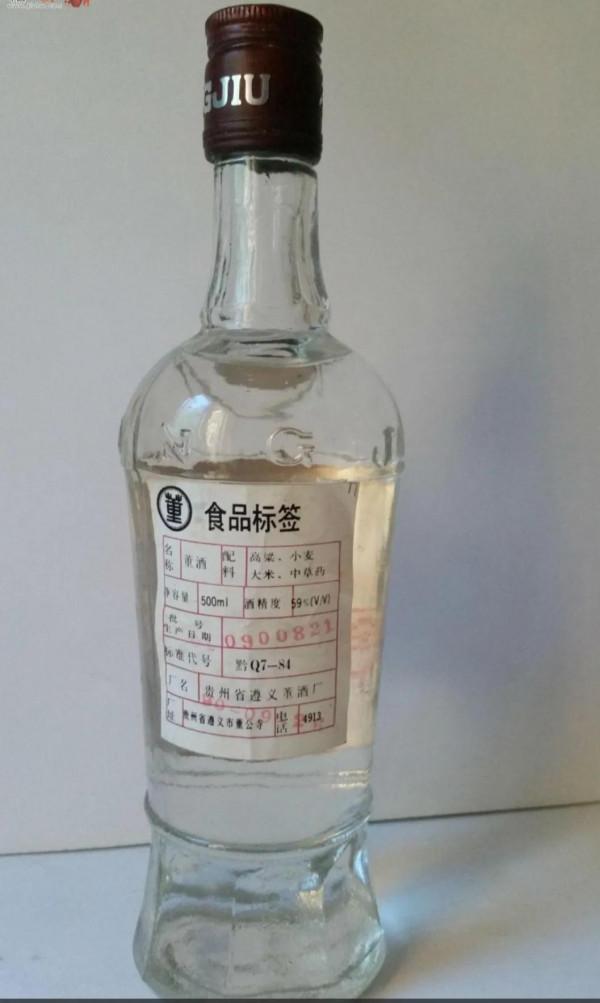 GJIU
NGJ
董 食品标签
名称 董酒 配料 高粱、小麦
大米、中草药
净容量 500ml 酒精度 59%(V/V)
批号
生产日期 0900821
标准代号 黔Q7-84
厂名 贵州省遵义董酒厂
厂址 贵州省遵义市董公寺 电话 4913